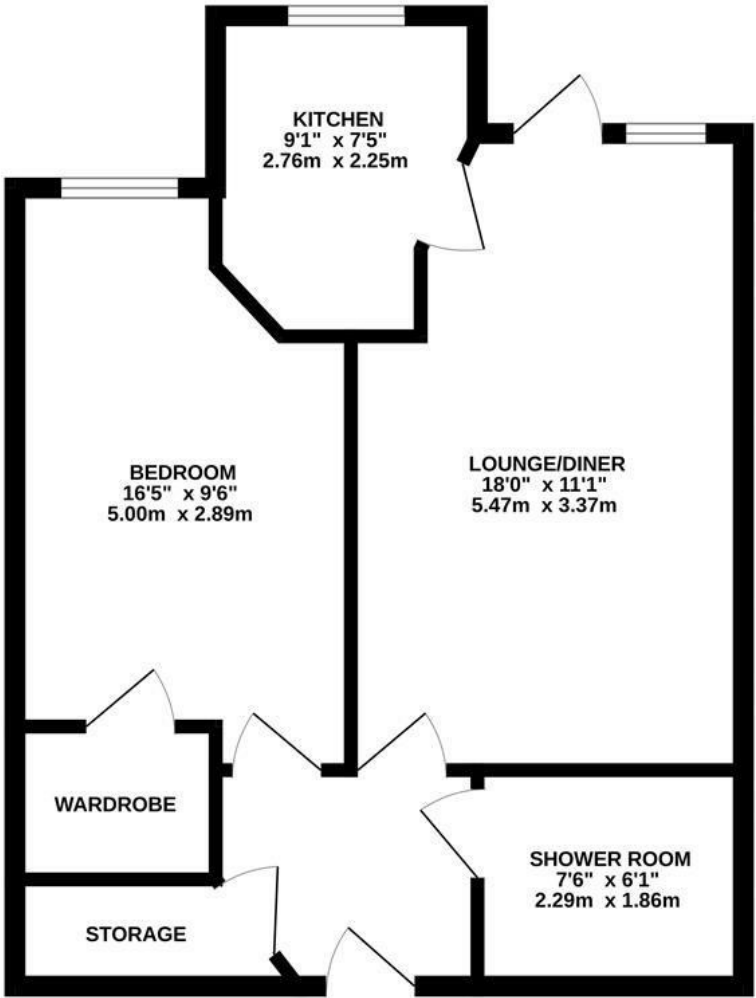 KITCHEN
9'1" x 7'5"
2.76m x 2.25m
BEDROOM
16'5" x 9'6"
5.00m x 2.89m
LOUNGE/DINER
18'0" x 11'1"
5.47m x 3.37m
WARDROBE
STORAGE
SHOWER ROOM
7'6" x 6'1"
2.29m x 1.86m